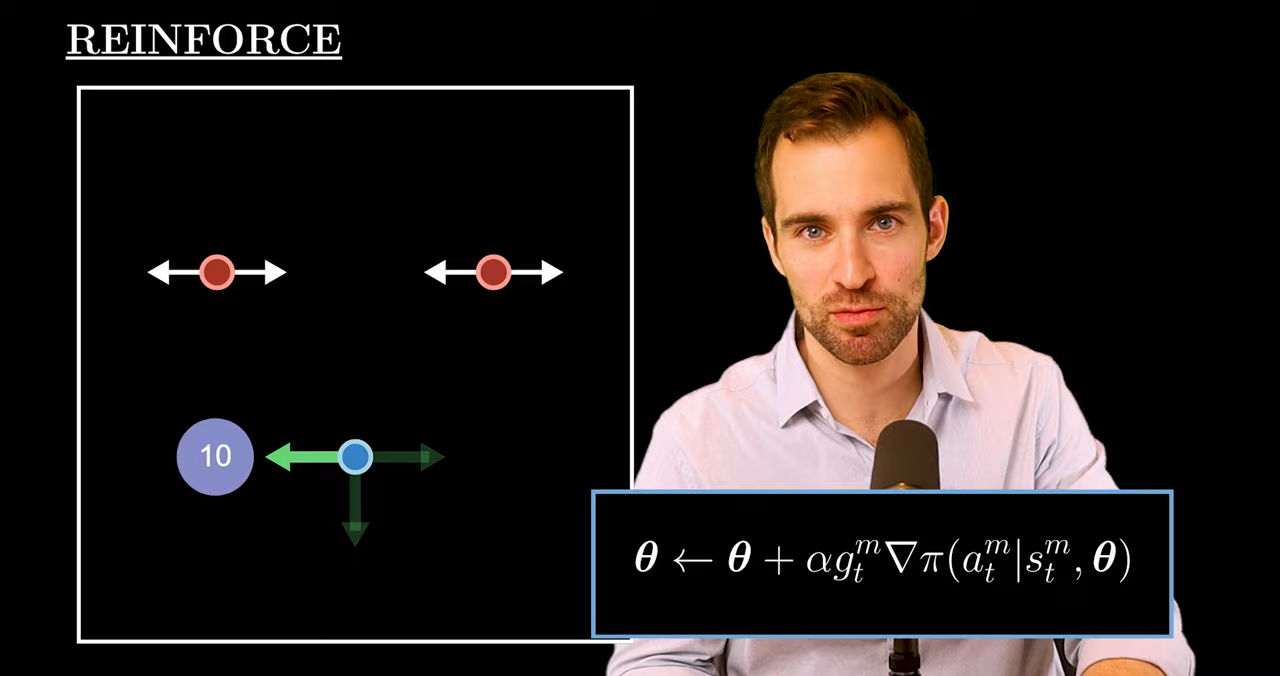 REINFORCE
10
𝜽 ← 𝜽 + αg_t^m∇π(a_t^m|s_t^m, 𝜽)